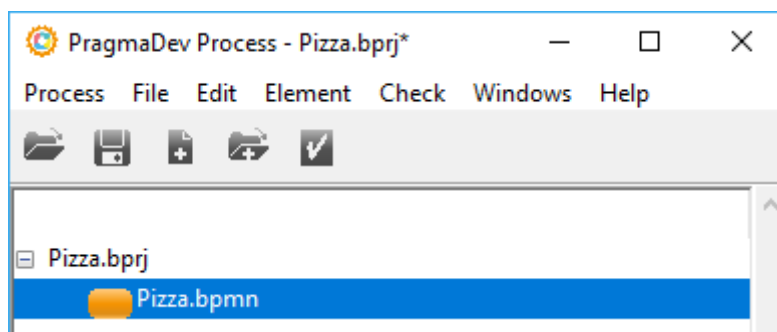 PragmaDev Process - Pizza.bprj*
Process File Edit Element Check Windows Help
Pizza.bprj
Pizza.bpmn